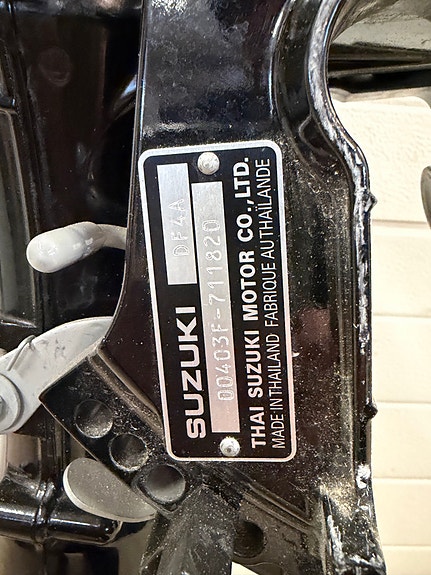 SUZUKI DF4A
00403F-711820
THAI SUZUKI MOTOR CO.,LTD.
MADE IN THAILAND FABRIQUE AU THAÏLANDE